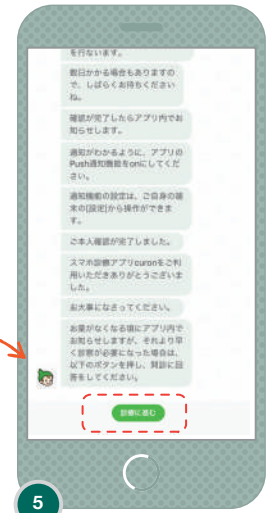 を行ないます。
数日かかる場合もありますの
で、しばらくお待ちください
ね。
確認が完了したらアプリ内でお
知らせします。
通知がわかるように、アプリの
Push通知機能をonにしてくだ
さい。
通知機能の設定は、ご自身の端
末の[設定]から操作ができま
す。
ご本人確認が完了しました。
スマホ診療アプリcuronをご利
用いただきありがとうございま
した。
お大事になさってください。
お薬がなくなる頃にアプリ内で
お知らせしますが、それより早
く診察が必要になった場合は、
以下のボタンを押し、問診に回
答をしてください。
診察に進む
5